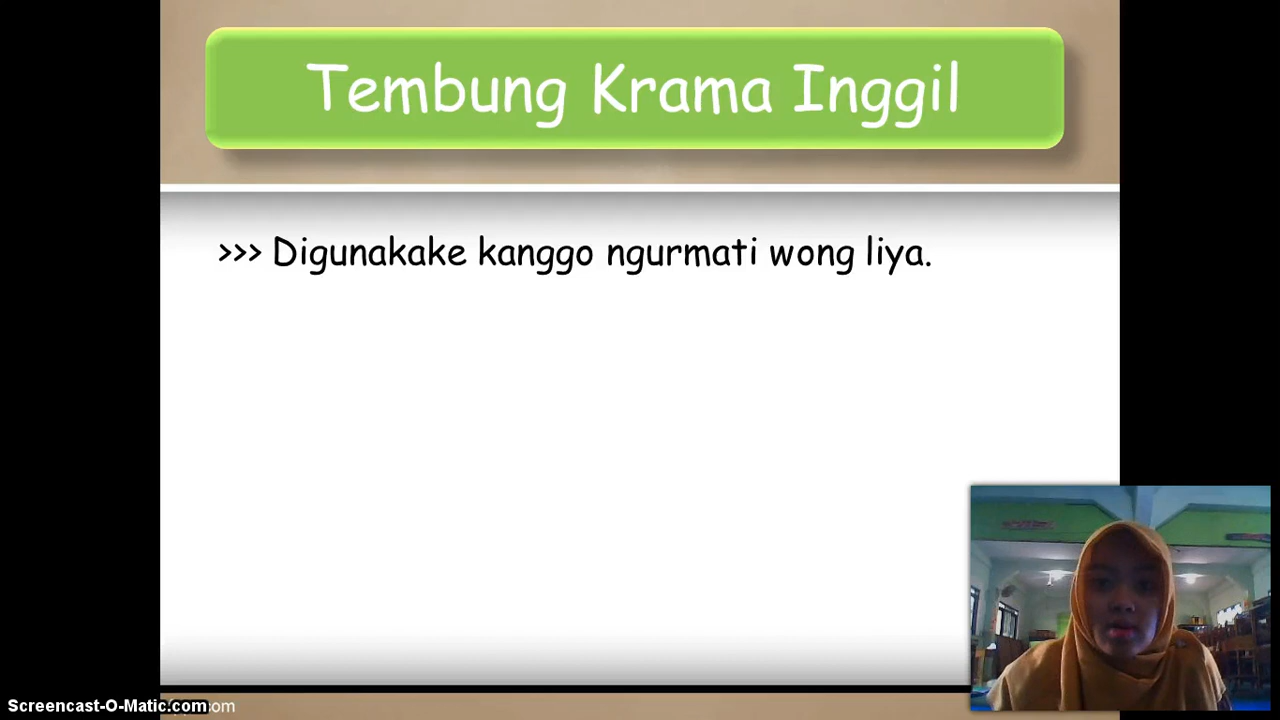 Tembung Krama Inggil
>>> Digunakake kanggo ngurmati wong liya.
Screencast-O-Matic.com